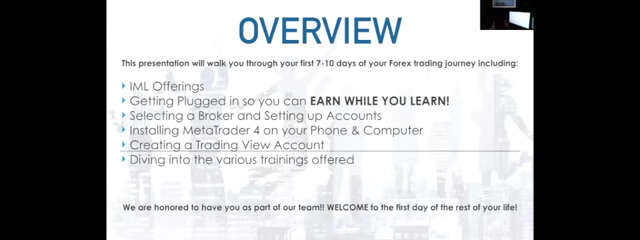 OVERVIEW
This presentation will walk you through your first 7-10 days of your Forex trading journey including:
IML Offerings
Getting Plugged in so you can EARN WHILE YOU LEARN!
Selecting a Broker and Setting up Accounts
Installing MetaTrader 4 on your Phone & Computer
Creating a Trading View Account
Diving into the various trainings offered
We are honored to have you as part of our team!! WELCOME to the first day of the rest of your life!